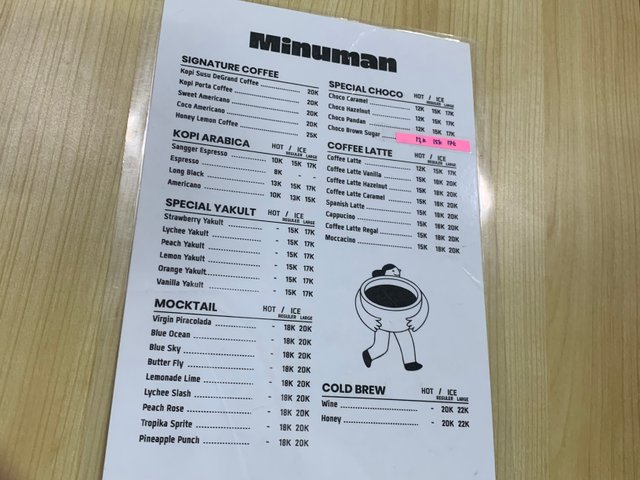 Minuman
SIGNATURE COFFEE
Kopi Susu DeGrand Coffee 20K
Kopi Porta Coffee 20K
Sweet Americano 20K
Coco Americano 20K
Honey Lemon Coffee 25K
KOPI ARABICA HOT / ICE
REGULER LARGE
Sangger Espresso 10K 15K 17K
Espresso 8K - -
Long Black 13K 15K 17K
Americano 10K 13K 15K
SPECIAL YAKULT HOT / ICE
REGULER LARGE
Strawberry Yakult - 15K 17K
Lychee Yakult - 15K 17K
Peach Yakult - 15K 17K
Lemon Yakult - 15K 17K
Orange Yakult - 15K 17K
Vanilla Yakult - 15K 17K
MOCKTAIL HOT / ICE
REGULER LARGE
Virgin Piracolada - 18K 20K
Blue Ocean - 18K 20K
Blue Sky - 18K 20K
Butter Fly - 18K 20K
Lemonade Lime - 18K 20K
Lychee Slash - 18K 20K
Peach Rose - 18K 20K
Tropika Sprite - 18K 20K
Pineapple Punch - 18K 20K
SPECIAL CHOCO HOT / ICE
REGULER LARGE
Choco Caramel 12K 15K 17K
Choco Hazelnut 12K 15K 17K
Choco Pandan 12K 15K 17K
Choco Brown Sugar 12k 15k 17k
COFFEE LATTE HOT / ICE
REGULER LARGE
Coffee Latte 12K 15K 17K
Coffee Latte Vanilla 15K 18K 20K
Coffee Latte Hazelnut 15K 18K 20K
Coffee Latte Caramel 15K 18K 20K
Spanish Latte 15K 18K 20K
Cappucino 15K 18K 20K
Coffee Latte Regal 15K 18K 20K
Moccacino 15K 18K 20K
COLD BREW HOT / ICE
REGULER LARGE
Wine - 20K 22K
Honey - 20K 22K